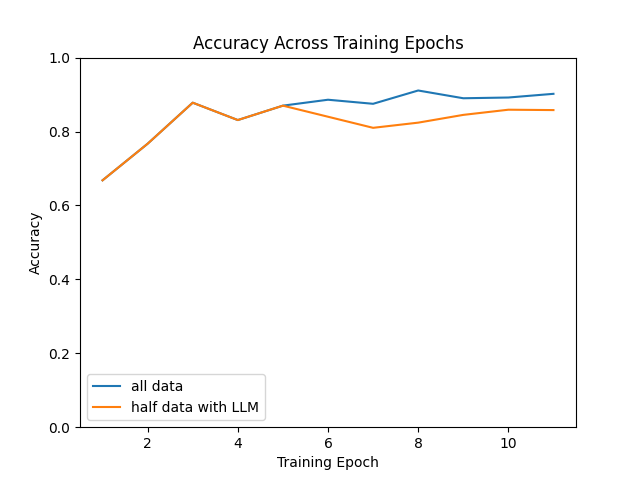 Accuracy Across Training Epochs
1.0
0.8
0.6
0.4
0.2
0.0
Accuracy
all data
half data with LLM
2 4 6 8 10
Training Epoch